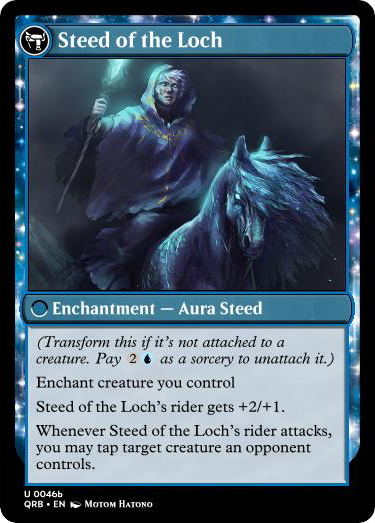 Steed of the Loch
Enchantment — Aura Steed
(Transform this if it's not attached to a
creature. Pay 2 as a sorcery to unattach it.)
Enchant creature you control
Steed of the Loch's rider gets +2/+1.
Whenever Steed of the Loch's rider attacks,
you may tap target creature an opponent
controls.
U 0046b
QRB • EN Motom Hatono